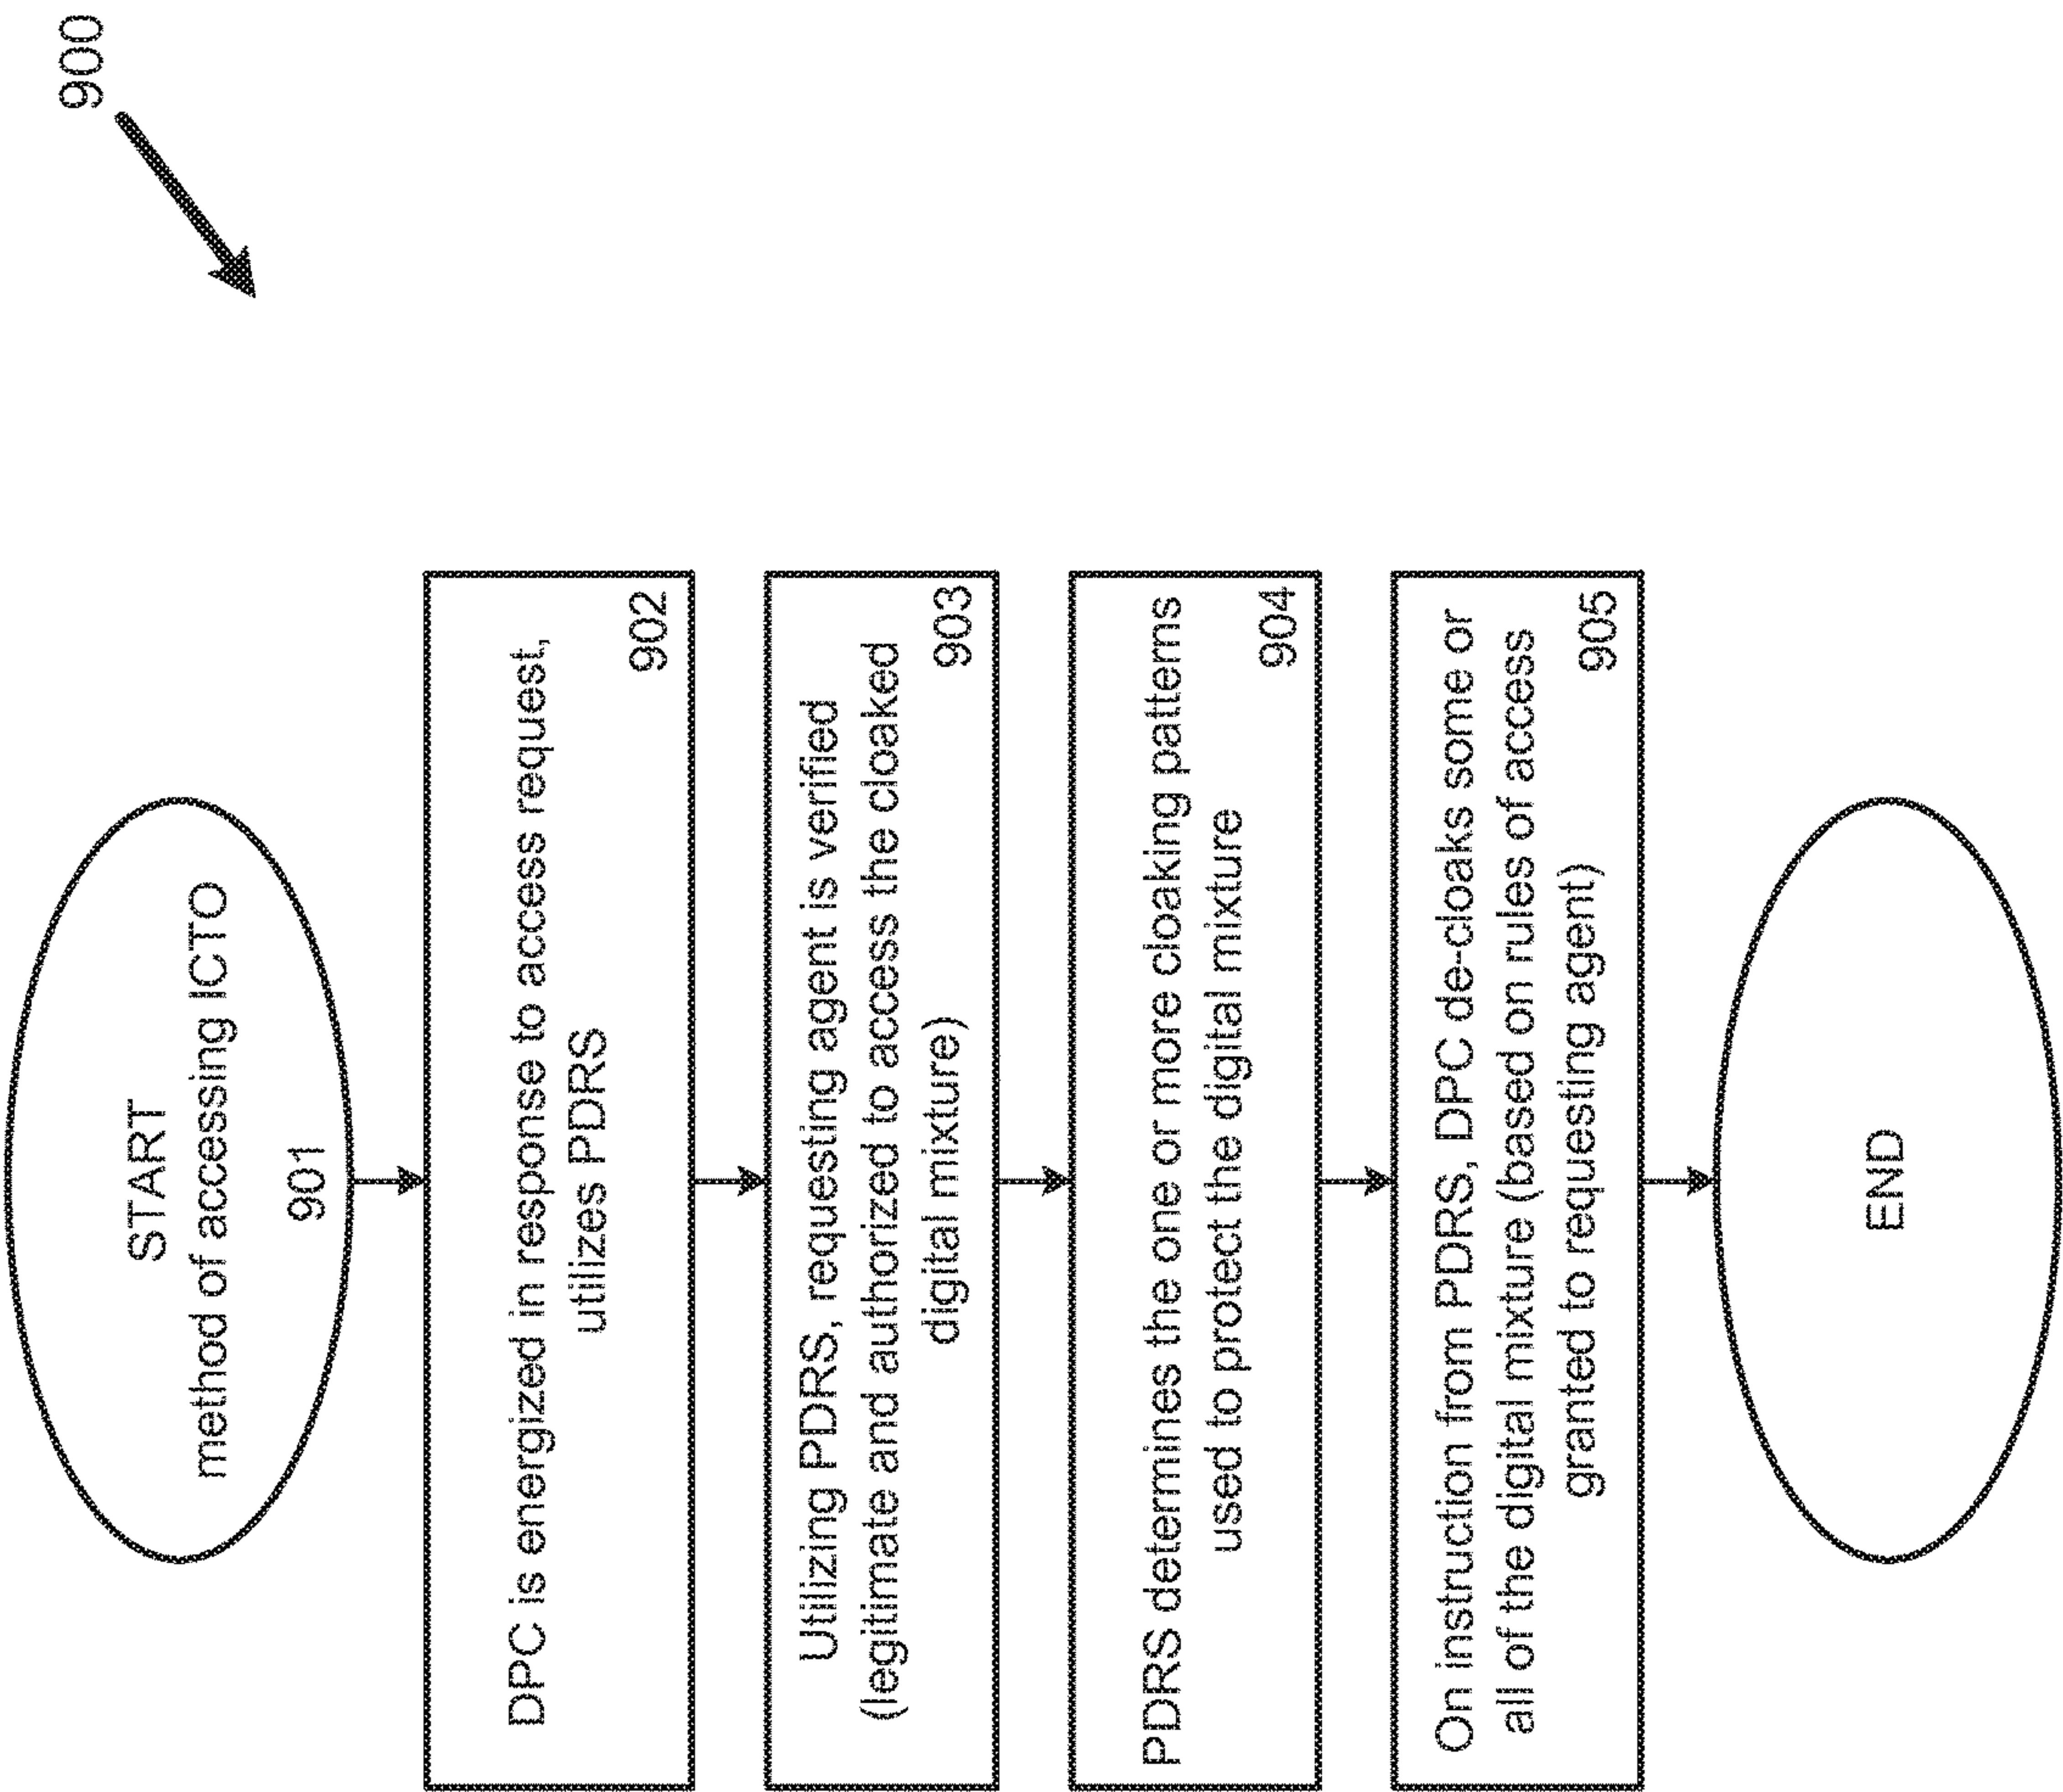 900
START
method of accessing ICTO
901
DPC is energized in response to access request,
utilizes PDRS
902
Utilizing PDRS, requesting agent is verified
(legitimate and authorized to access the cloaked
digital mixture)
903
PDRS determines the one or more cloaking patterns
used to protect the digital mixture
904
On instruction from PDRS, DPC de-cloaks some or
all of the digital mixture (based on rules of access
granted to requesting agent)
905
END